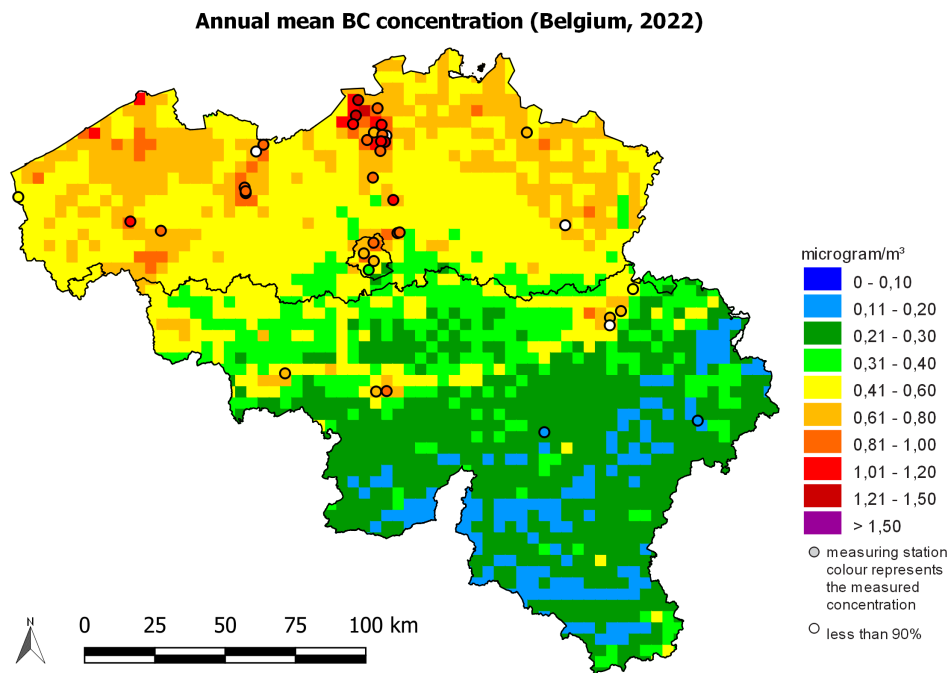 Annual mean BC concentration (Belgium, 2022)
microgram/m³
0 - 0,10
0,11 - 0,20
0,21 - 0,30
0,31 - 0,40
0,41 - 0,60
0,61 - 0,80
0,81 - 1,00
1,01 - 1,20
1,21 - 1,50
> 1,50
measuring station
colour represents
the measured
concentration
less than 90%
N
0 25 50 75 100 km